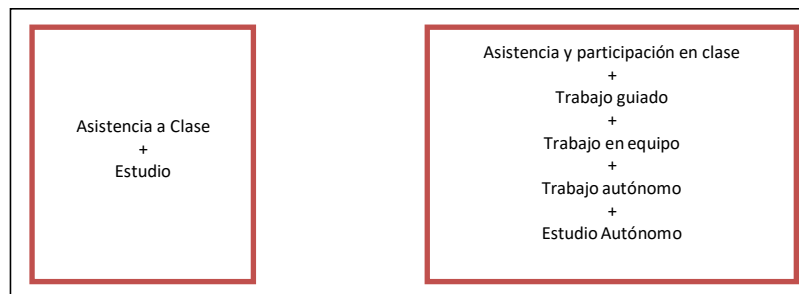 Asistencia a Clase
+
Estudio
Asistencia y participación en clase
+
Trabajo guiado
+
Trabajo en equipo
+
Trabajo autónomo
+
Estudio Autónomo